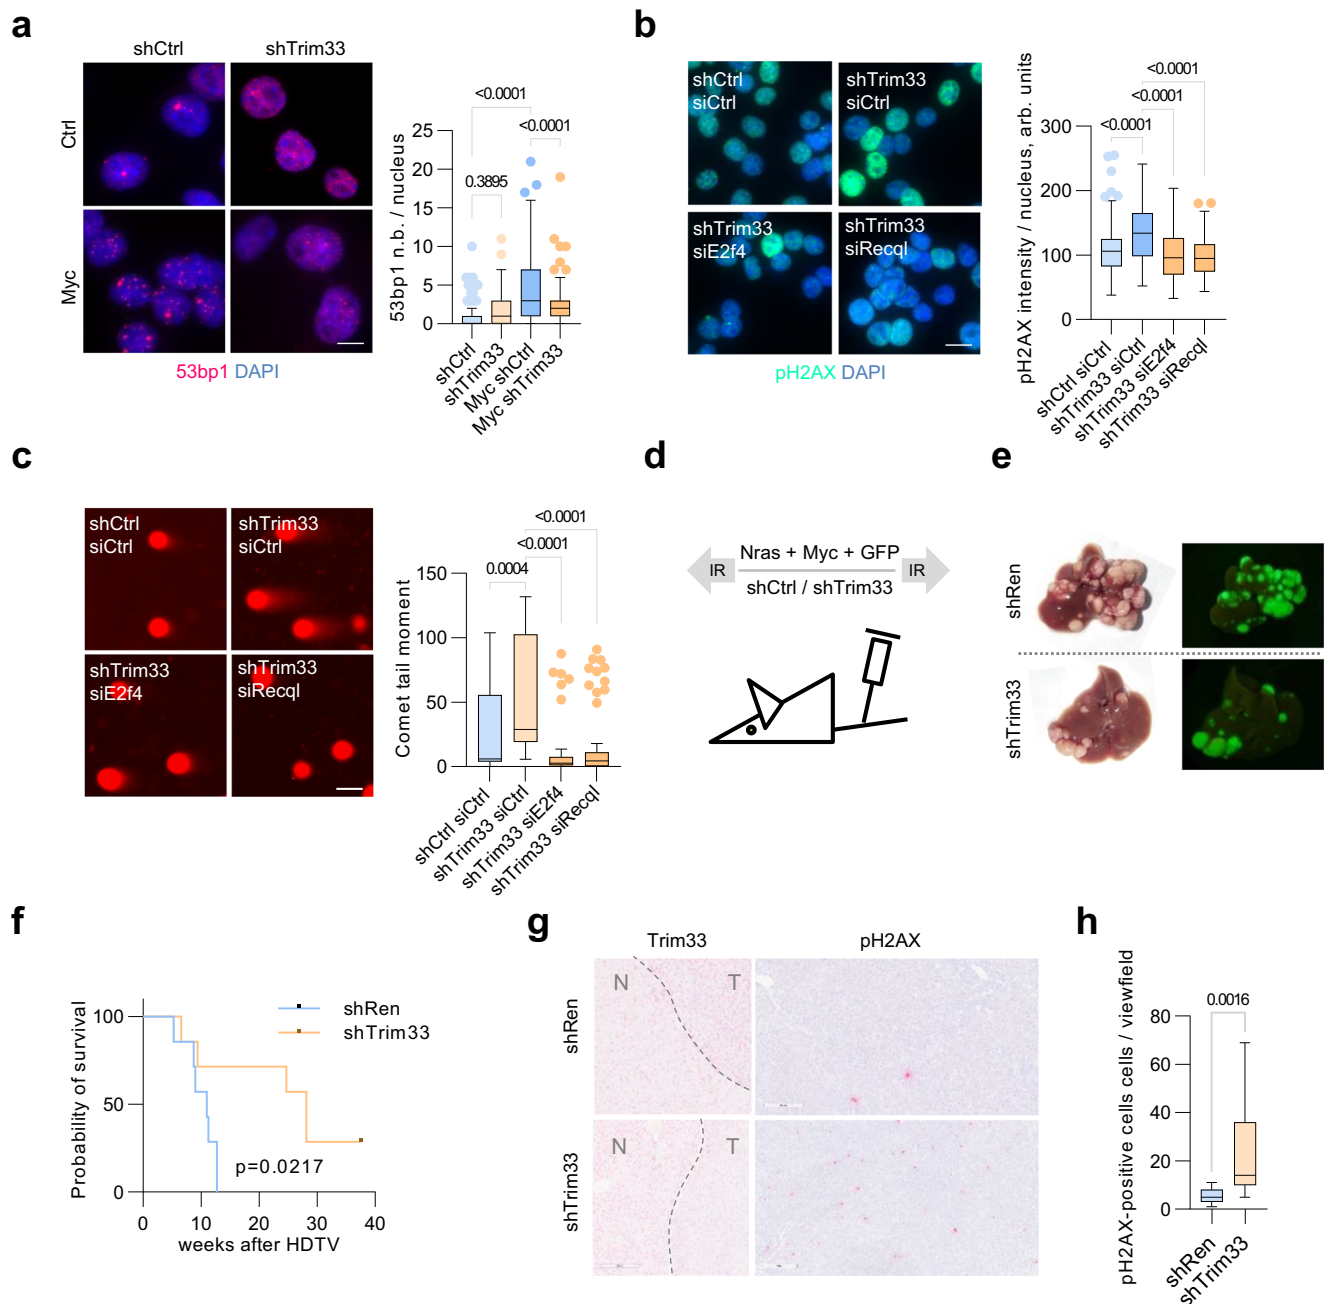 a
shCtrl
shTrim33
Ctrl
Myc
53bp1 DAPI
53bp1 n.b. / nucleus
25
20
15
10
5
0
<0.0001
<0.0001
0.3895
shCtrl
shTrim33
Myc shCtrl
Myc shTrim33
b
shCtrl
siCtrl
shTrim33
siCtrl
shTrim33
siE2f4
shTrim33
siRecql
pH2AX DAPI
pH2AX intensity / nucleus, arb. units
300
200
100
0
<0.0001
<0.0001
<0.0001
shCtrl siCtrl
shTrim33 siCtrl
shTrim33 siE2f4
shTrim33 siRecql
c
shCtrl
siCtrl
shTrim33
siCtrl
shTrim33
siE2f4
shTrim33
siRecql
Comet tail moment
150
100
50
0
<0.0001
<0.0001
0.0004
shCtrl siCtrl
shTrim33 siCtrl
shTrim33 siE2f4
shTrim33 siRecql
d
IR
Nras + Myc + GFP
shCtrl / shTrim33
IR
e
shRen
shTrim33
f
Probability of survival
100
50
0
shRen
shTrim33
p=0.0217
0 10 20 30 40
weeks after HDTV
g
Trim33
pH2AX
shRen
N T
shTrim33
N T
h
pH2AX-positive cells cells / viewfield
80
60
40
20
0
0.0016
shRen
shTrim33